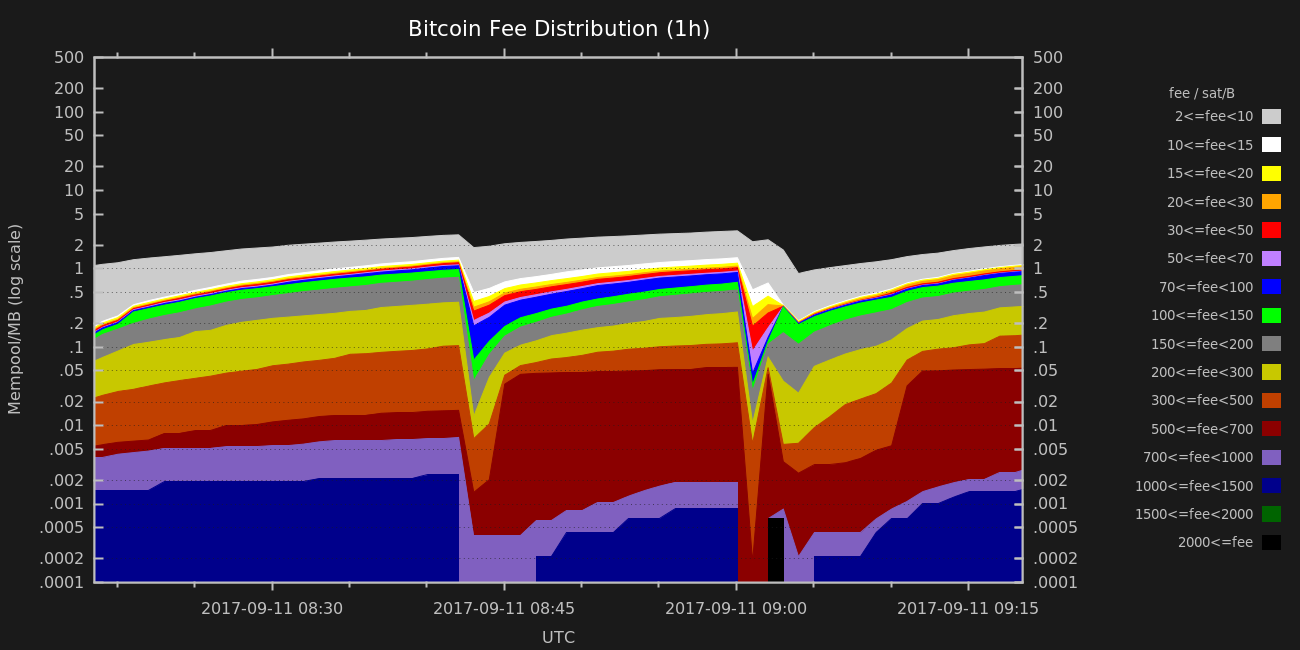 Bitcoin Fee Distribution (1h)
Mempool/MB (log scale)
500
200
100
50
20
10
5
2
1
.5
.2
.1
.05
.02
.01
.005
.002
.001
.0005
.0002
.0001
500
200
100
50
20
10
5
2
1
.5
.2
.1
.05
.02
.01
.005
.002
.001
.0005
.0002
.0001
2017-09-11 08:30 2017-09-11 08:45 2017-09-11 09:00 2017-09-11 09:15
UTC
fee / sat/B
2<=fee<10
10<=fee<15
15<=fee<20
20<=fee<30
30<=fee<50
50<=fee<70
70<=fee<100
100<=fee<150
150<=fee<200
200<=fee<300
300<=fee<500
500<=fee<700
700<=fee<1000
1000<=fee<1500
1500<=fee<2000
2000<=fee